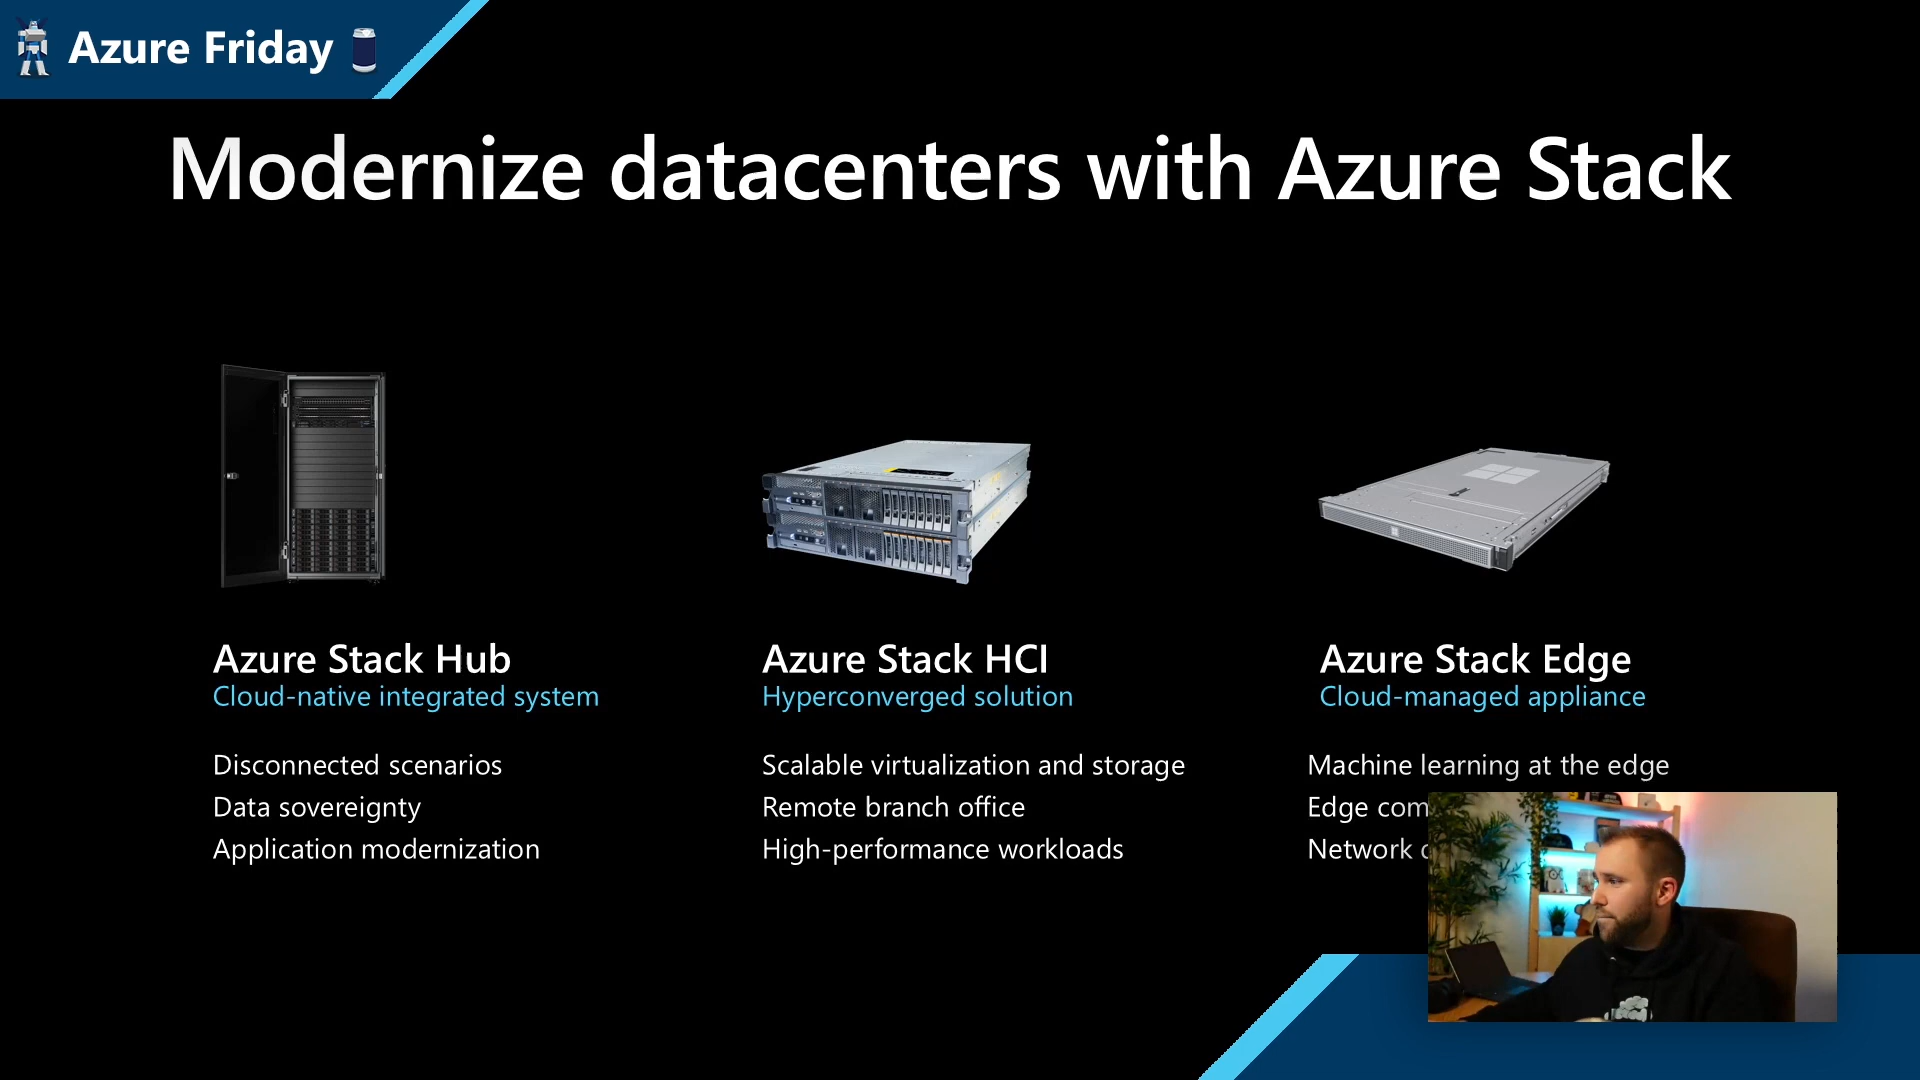 Azure Friday
Modernize datacenters with Azure Stack
Azure Stack Hub
Cloud-native integrated system
Disconnected scenarios
Data sovereignty
Application modernization
Azure Stack HCI
Hyperconverged solution
Scalable virtualization and storage
Remote branch office
High-performance workloads
Azure Stack Edge
Cloud-managed appliance
Machine learning at the edge
Edge
Network